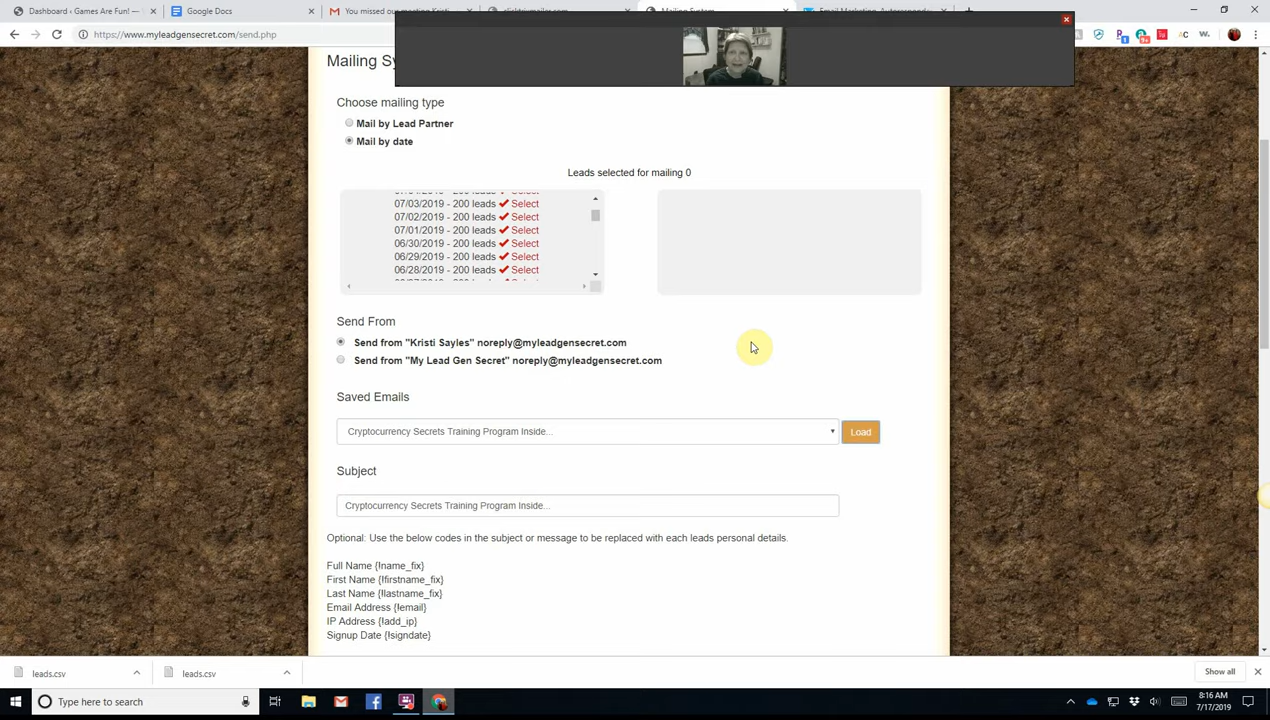 Dashboard ‹ Games Are Fun! —
Google Docs
You missed our meeting Kristi
Mailing System
Email Marketing, Autoresponder
https://www.myleadgensecret.com/send.php
Mailing Sy
Choose mailing type
Mail by Lead Partner
Mail by date
Leads selected for mailing 0
07/03/2019 - 200 leads ✔ Select
07/02/2019 - 200 leads ✔ Select
07/01/2019 - 200 leads ✔ Select
06/30/2019 - 200 leads ✔ Select
06/29/2019 - 200 leads ✔ Select
06/28/2019 - 200 leads ✔ Select
Send From
Send from "Kristi Sayles" noreply@myleadgensecret.com
Send from "My Lead Gen Secret" noreply@myleadgensecret.com
Saved Emails
Cryptocurrency Secrets Training Program Inside... Load
Subject
Cryptocurrency Secrets Training Program Inside...
Optional: Use the below codes in the subject or message to be replaced with each leads personal details.
Full Name {!name_fix}
First Name {!firstname_fix}
Last Name {!lastname_fix}
Email Address {!email}
IP Address {!add_ip}
Signup Date {!signdate}
leads.csv
leads.csv
Show all
Type here to search
8:16 AM
7/17/2019